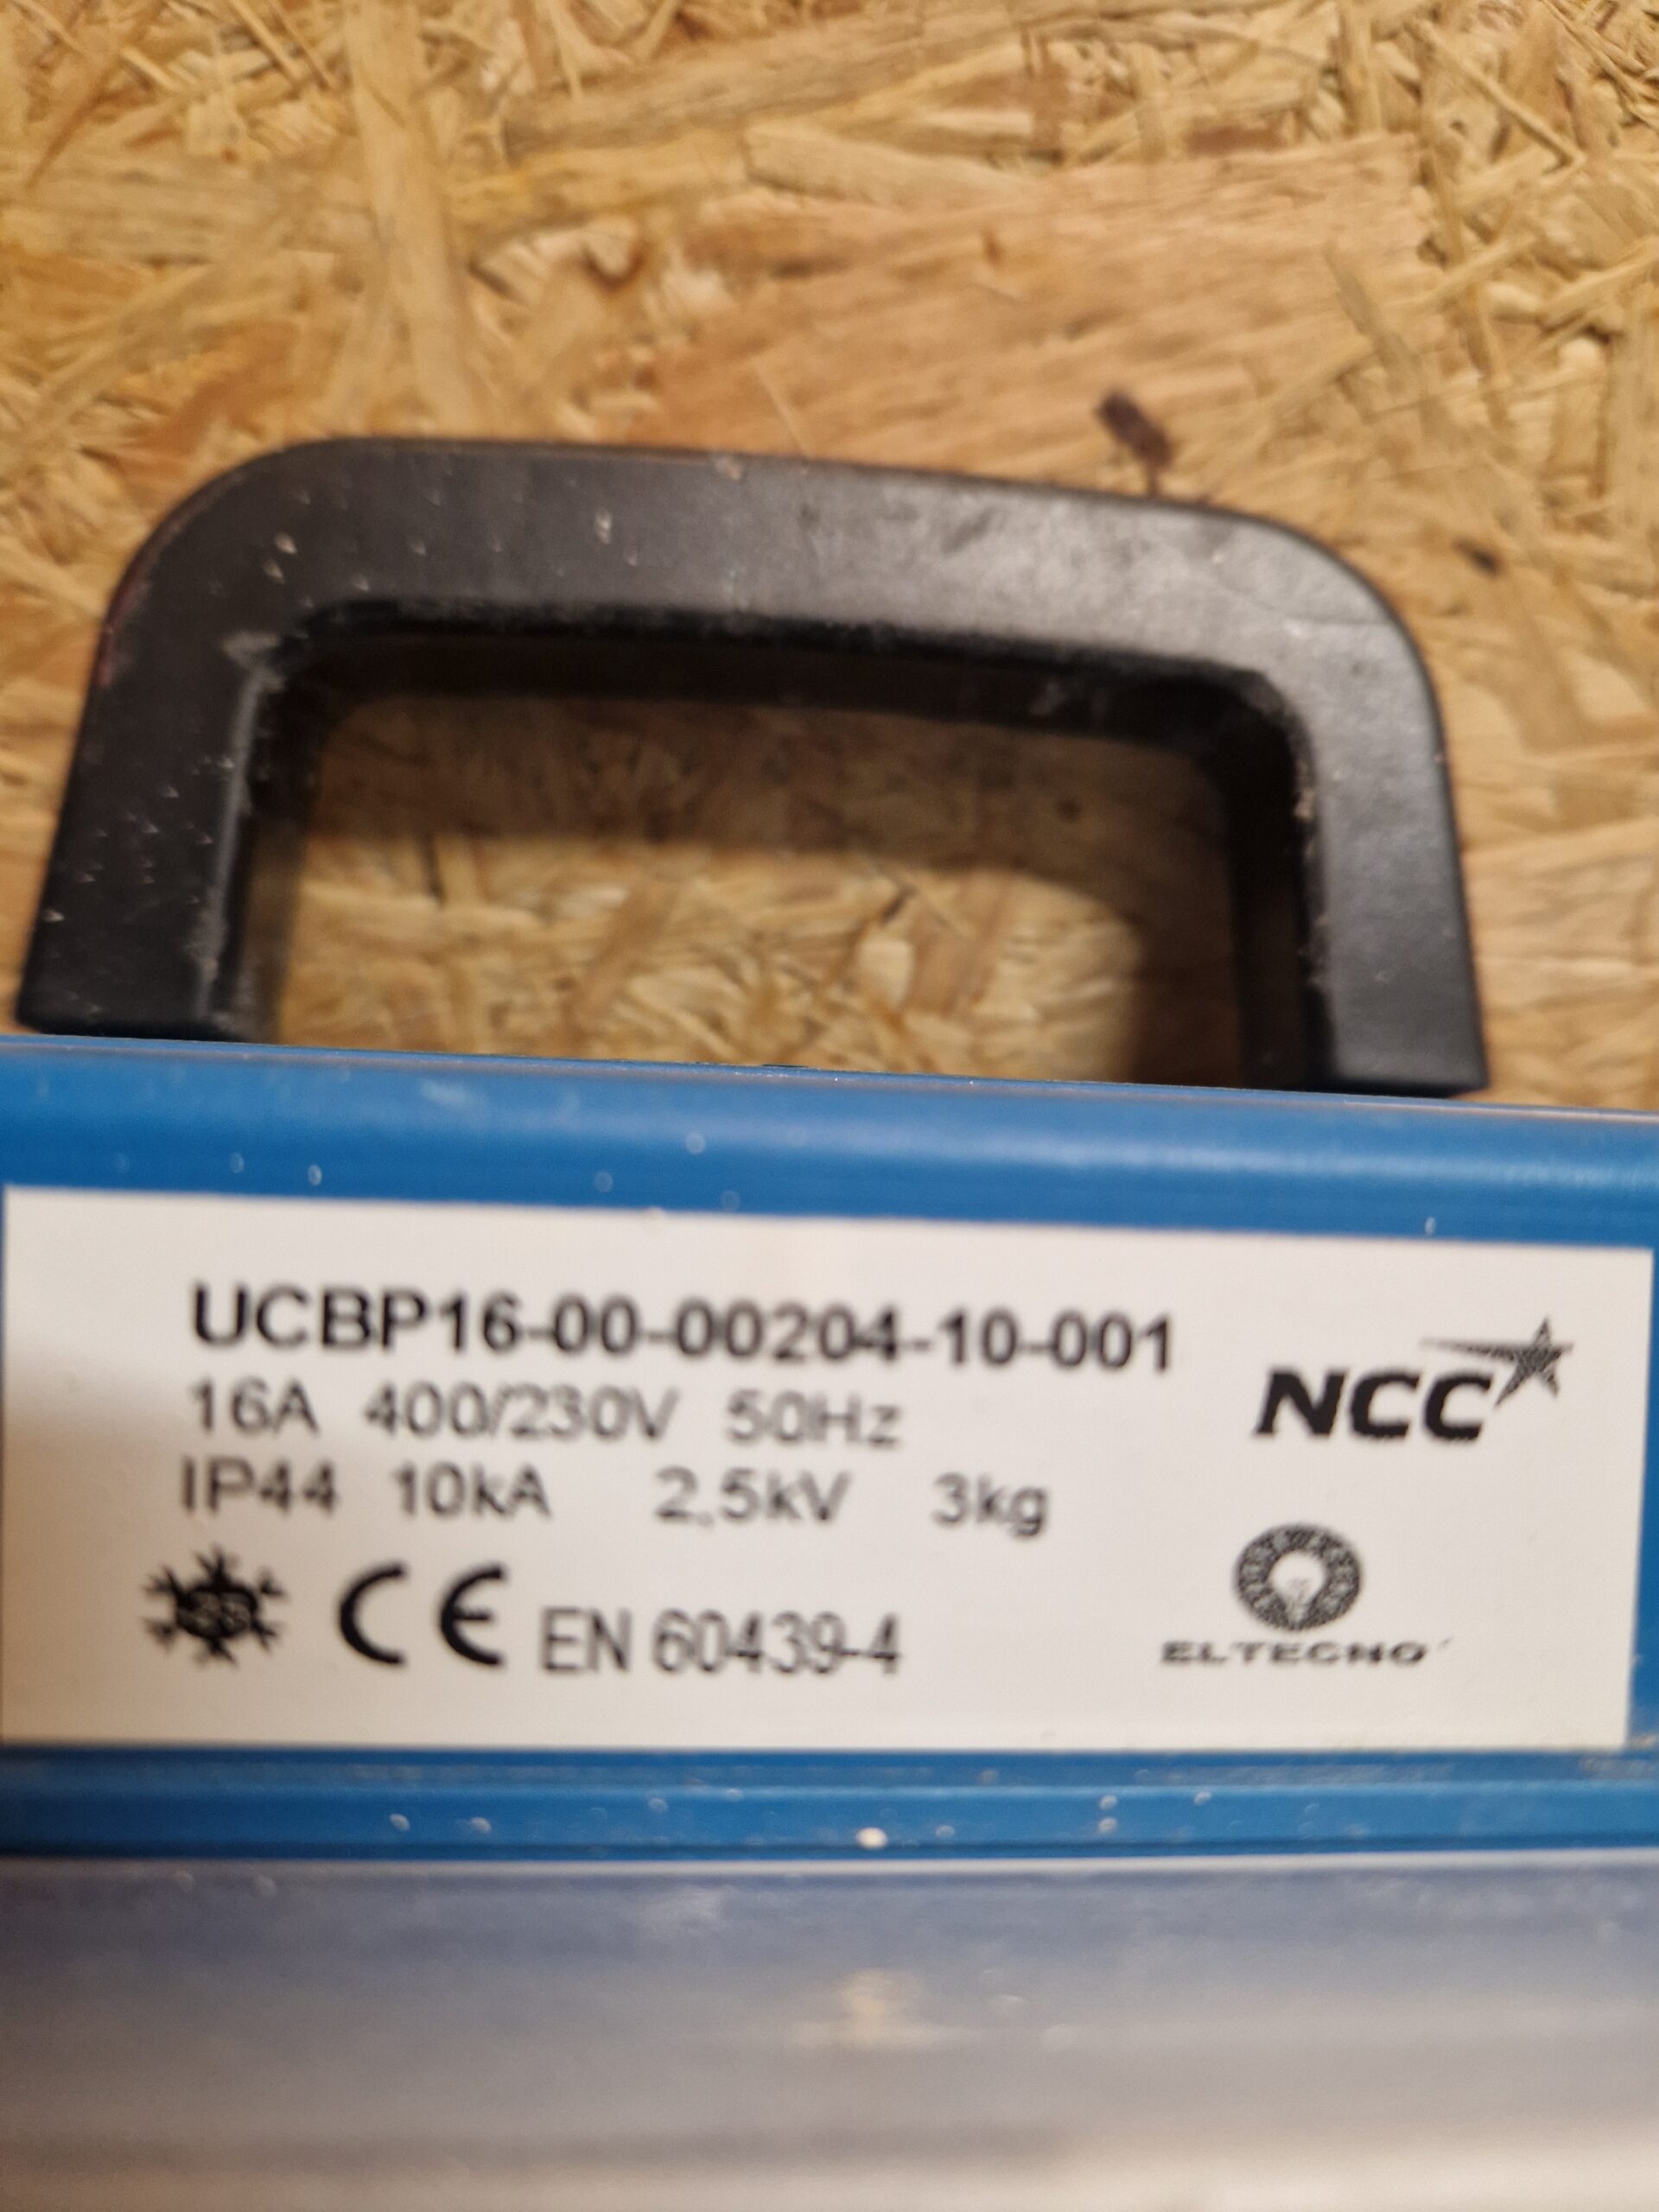 UCBP16-00-00204-10-001
16A 400/230V 50Hz
IP44 10kA 2,5kV 3kg
CE EN 60439-4
NCC
ELTECNO